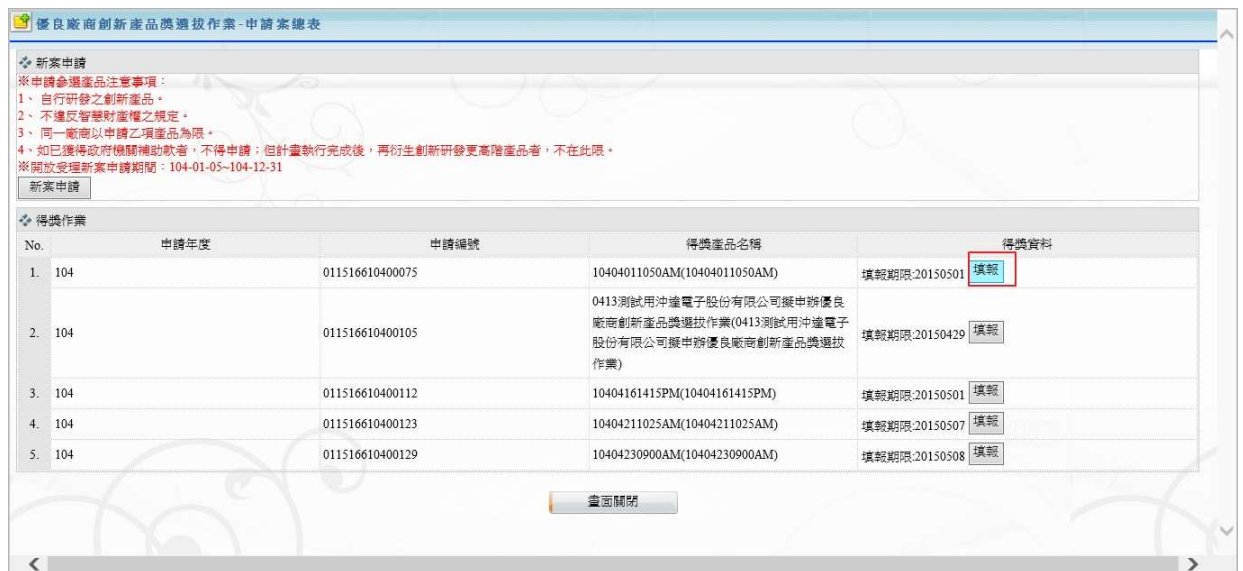 優良廠商創新產品獎選拔作業-申請案總表
新案申請
※申請參選產品注意事項：
1、 自行研發之創新產品。
2、 不違反智慧財產權之規定。
3、 同一廠商以申請乙項產品為限。
4、如已獲得政府機關補助款者，不得申請；但計畫執行完成後，再衍生創新研發更高階產品者，不在此限。
※開放受理新案申請期間：104-01-05~104-12-31
新案申請
得獎作業
No. 申請年度 申請編號 得獎產品名稱 得獎資料
1. 104 011516610400075 10404011050AM(10404011050AM) 填報期限:20150501 填報
0413測試用沖達電子股份有限公司擬申辦優良
廠商創新產品獎選拔作業(0413測試用沖達電子
2. 104 011516610400105 填報期限:20150429 填報
股份有限公司擬申辦優良廠商創新產品獎選拔
作業)
3. 104 011516610400112 10404161415PM(10404161415PM) 填報期限:20150501 填報
4. 104 011516610400123 10404211025AM(10404211025AM) 填報期限:20150507 填報
5. 104 011516610400129 10404230900AM(10404230900AM) 填報期限:20150508 填報
畫面關閉